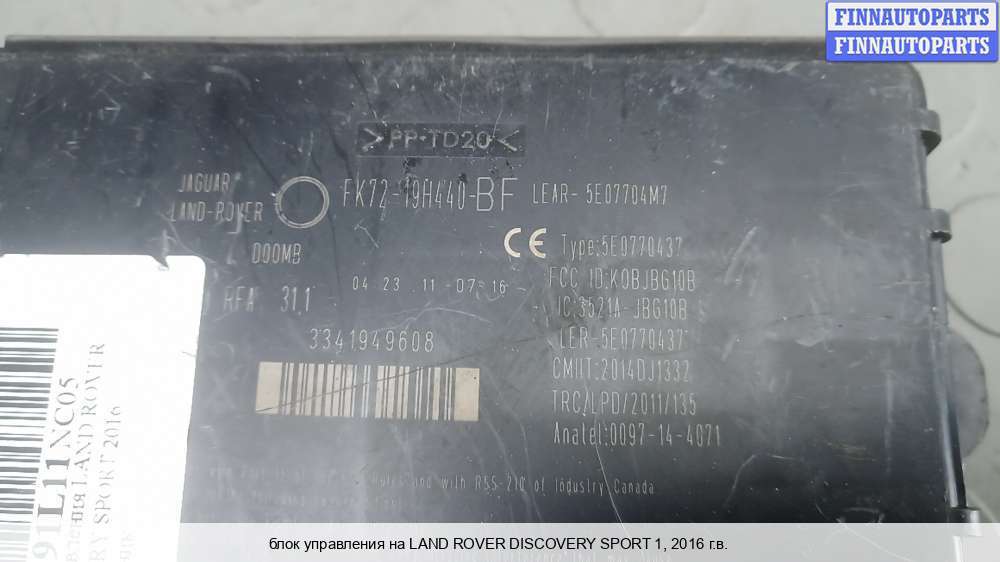 FINNAUTOPARTS
FINNAUTOPARTS
>PP-TD20<
JAGUAR
LAND-ROVER
FK72-19H440-BF LEAR- 5E07704M7
D00MB
CE
Type:5E0770437
FCC ID:KOBJBG10B
IC:3521A-JBG10B
LER-5E0770437
CMIIT:2014DJ1332
TRC/LPD/2011/135
Anatel:0097-14-4071
04 23 11-07-16
RFA 31.1
3341949608
with RSS-210 of Industry Canada
91L11NC05
LAND ROVER
SPORT 2016
блок управления на LAND ROVER DISCOVERY SPORT 1, 2016 г.в.